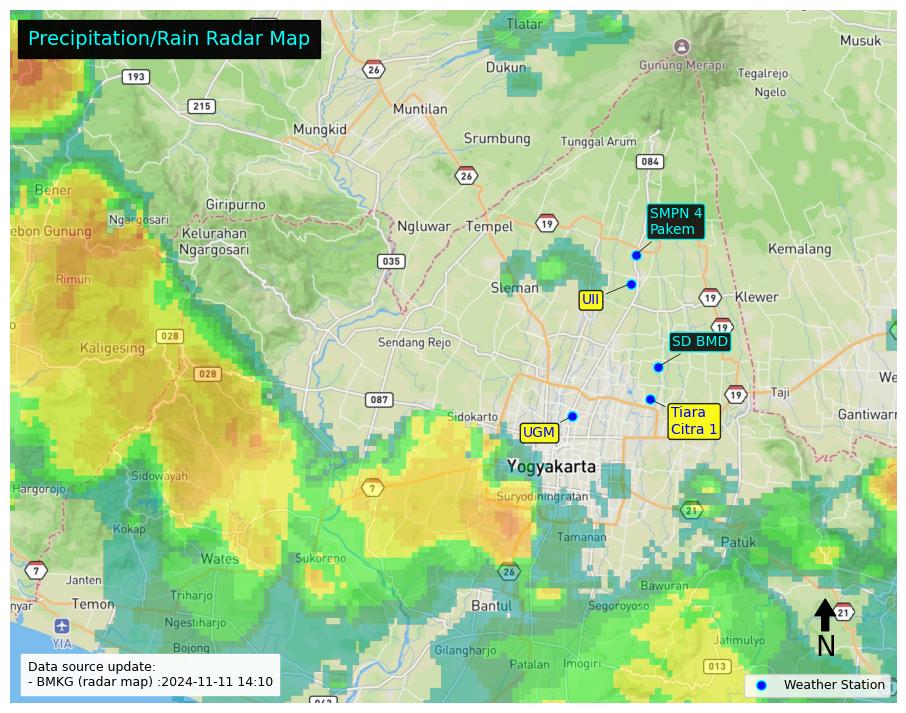 Precipitation/Rain Radar Map
Tlatar
Musuk
26
Gunung Merapi
193
Dukun
Tegalrejo
Ngelo
215
Muntilan
Mungkid
Srumbung
Tunggal Arum
084
26
Bener
Giripurno
SMPN 4
Pakem
Ngargosari
Ngluwar
Tempel
19
ebon Gunung
Kelurahan
Ngargosari
Kemalang
035
Rimun
Sleman
UII
19
Klewer
19
028
SD BMD
Kaligesing
Sendang Rejo
028
We
087
19
Taji
Sidokarto
Tiara
Citra 1
Gantiwarn
UGM
Yogyakarta
Sidowayah
Hargorojo
7
Suryodiningratan
21
Kokap
Tamanan
Patuk
Wates
Sukoreno
7
26
Janten
Bawuran
Triharjo
nyar
Temon
Bantul
Segoroyoso
21
Ngestiharjo
YIA
N
Bojong
Gilangharjo
Jatimulyo
Patalan
Imogiri
013
Data source update:
- BMKG (radar map) :2024-11-11 14:10
Weather Station